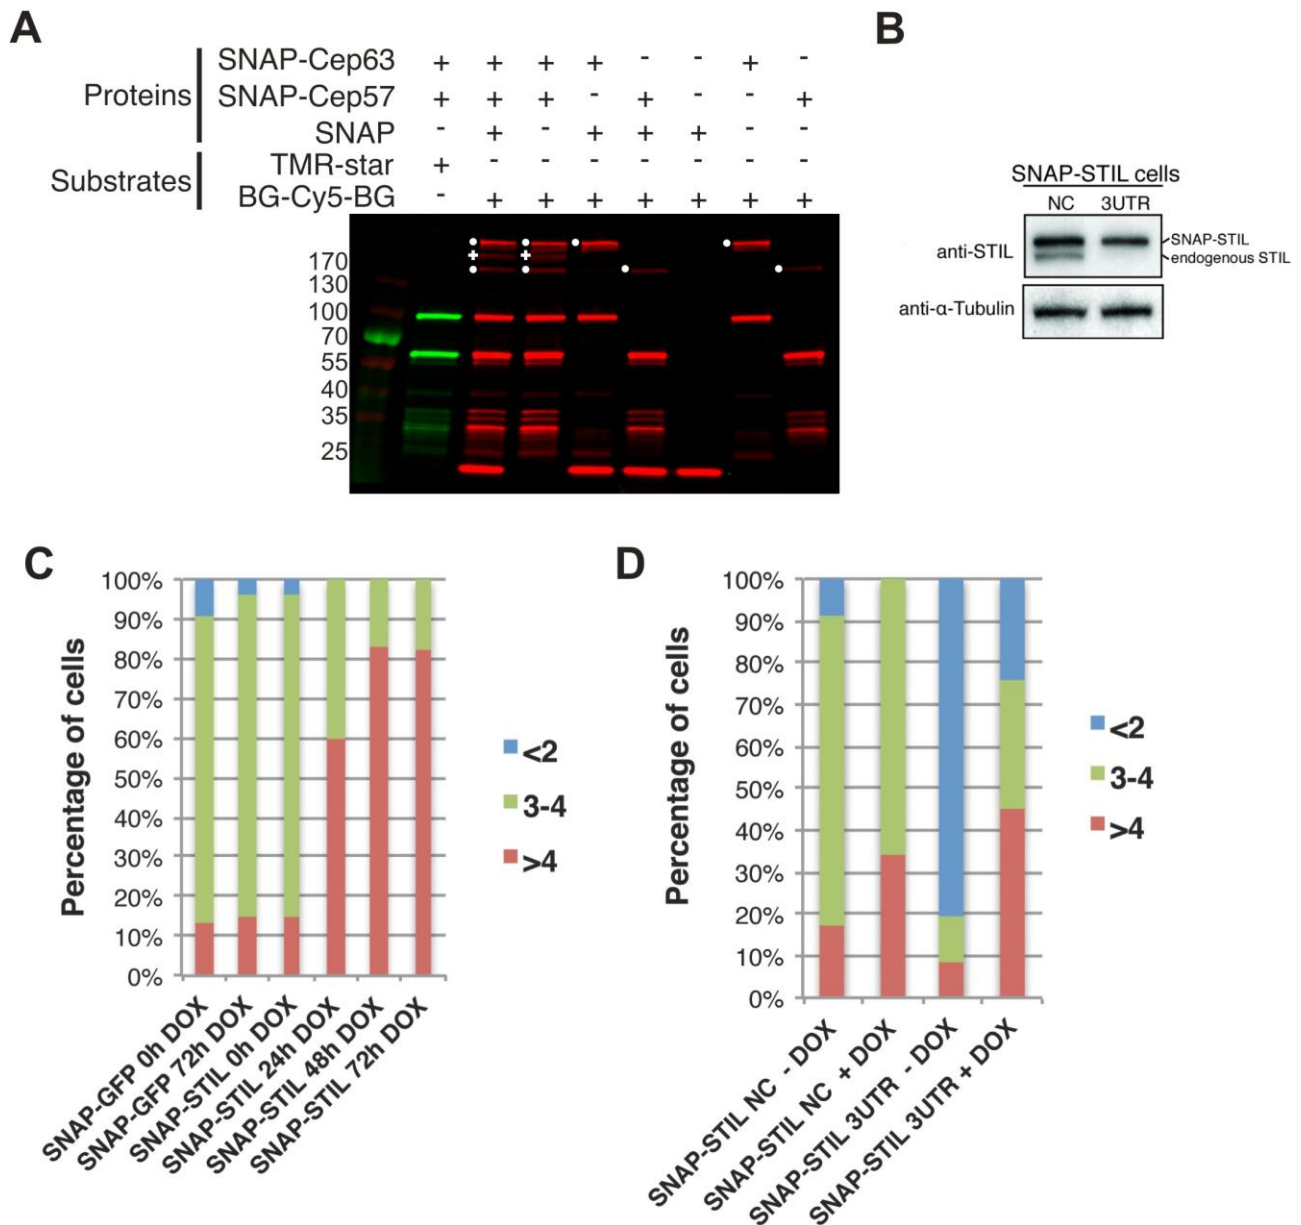 A
SNAP-Cep63 + + + + - - + -
Proteins
SNAP-Cep57 + + + - + - - +
SNAP - + - + + + - -
Substrates
TMR-star + - - - - - - -
BG-Cy5-BG - + + + + + + +
170
130
100
70
55
40
35
25
B
SNAP-STIL cells
NC 3UTR
anti-STIL
SNAP-STIL
endogenous STIL
anti-α-Tubulin
C
Percentage of cells
100%
90%
80%
70%
60%
50%
40%
30%
20%
10%
0%
SNAP-GFP 0h DOX
SNAP-GFP 72h DOX
SNAP-STIL 0h DOX
SNAP-STIL 24h DOX
SNAP-STIL 48h DOX
SNAP-STIL 72h DOX
<2
3-4
>4
D
Percentage of cells
100%
90%
80%
70%
60%
50%
40%
30%
20%
10%
0%
SNAP-STIL NC - DOX
SNAP-STIL NC + DOX
SNAP-STIL 3UTR - DOX
SNAP-STIL 3UTR + DOX
<2
3-4
>4